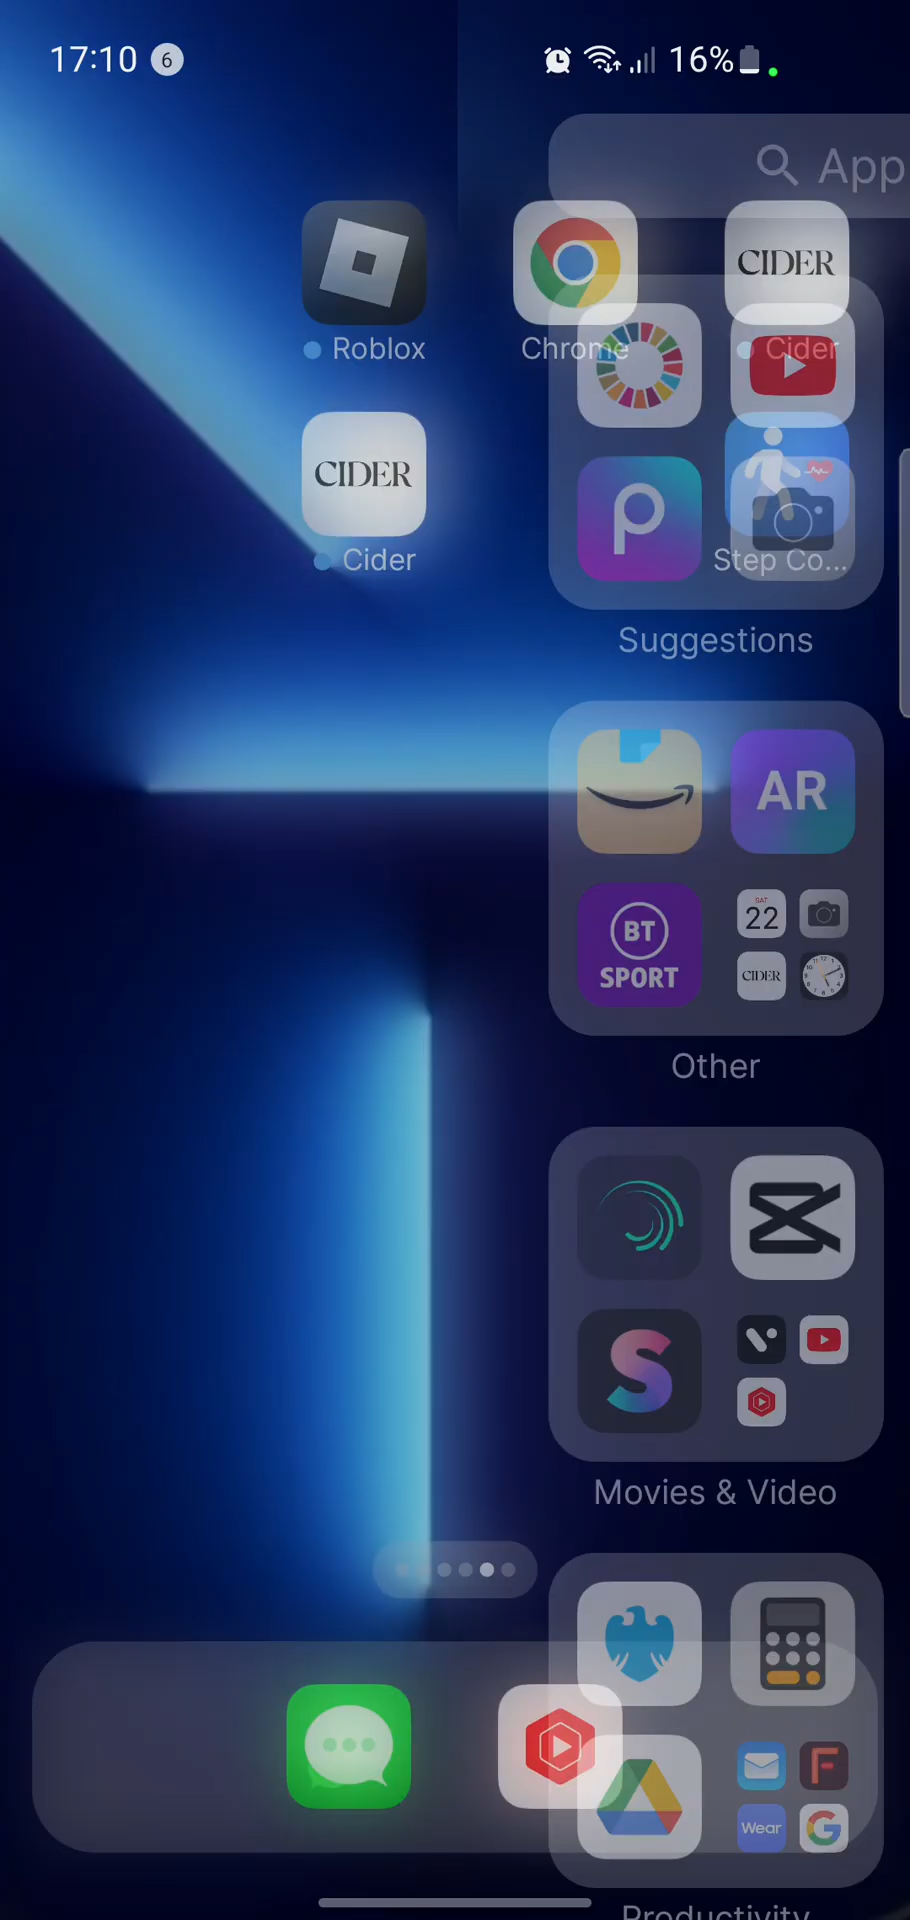 17:10 6 16%
App
CIDER
Roblox
Chrome
Cider
CIDER
Cider
Step Co...
Suggestions
AR
BT
SPORT
SAT
22
CIDER
Other
Movies & Video
Wear
Productivity